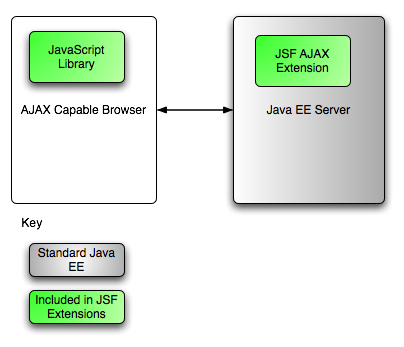 JavaScript
Library
AJAX Capable Browser
JSF AJAX
Extension
Java EE Server
Key
Standard Java
EE
Included in JSF
Extensions